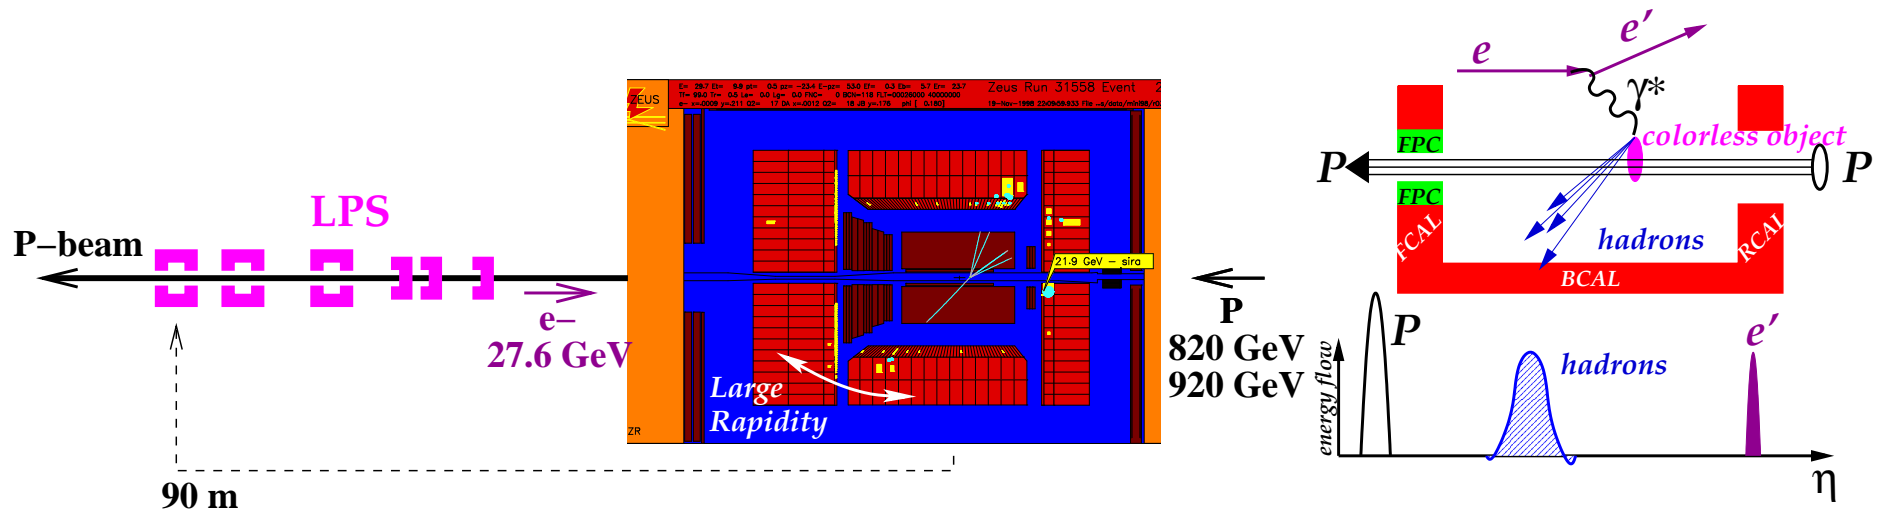 LPS
P–beam
e–
27.6 GeV
90 m
ZEUS
Zeus Run 31558 Event 2
21.9 GeV – sira
Large
Rapidity
ZR
P
820 GeV
920 GeV
e
e′
γ*
colorless object
FPC
P
P
FPC
FCAL
hadrons
RCAL
BCAL
P
e′
hadrons
energy flow
η